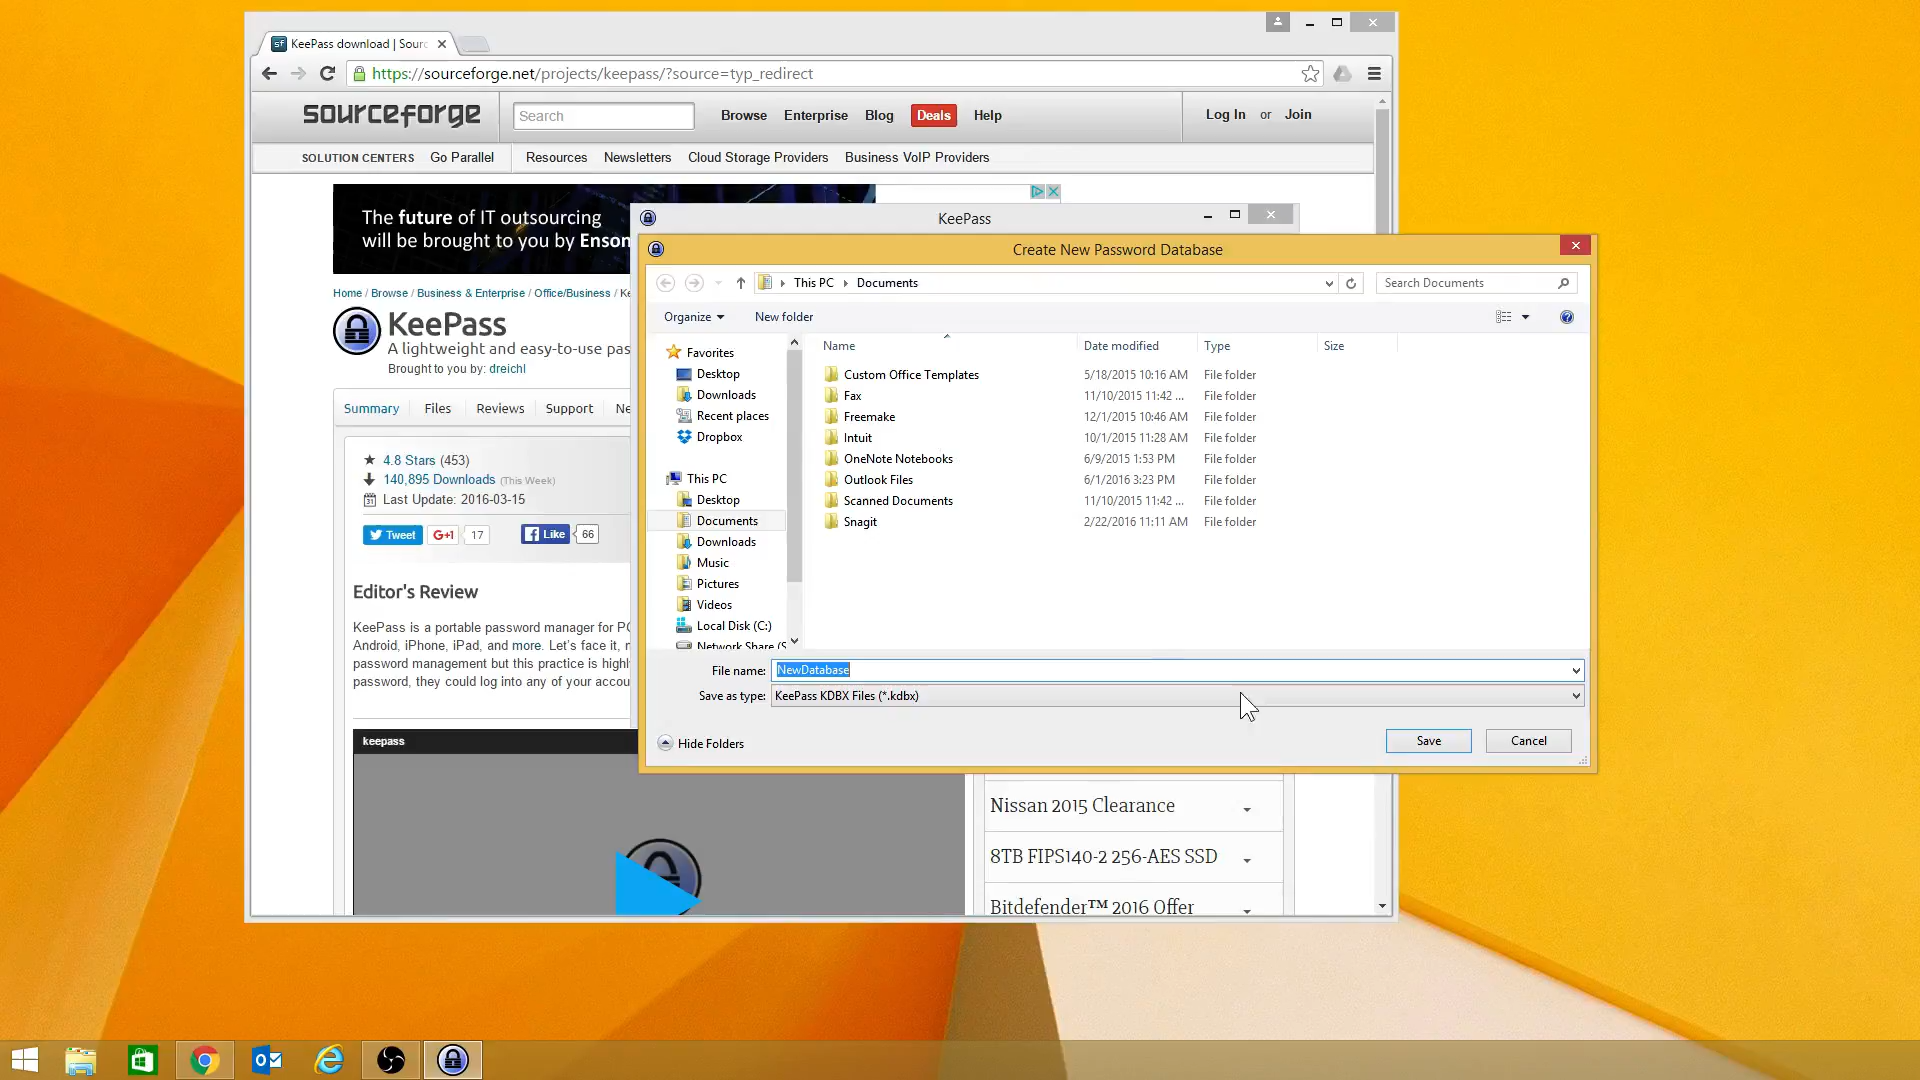 KeePass download | Sourc
https://sourceforge.net/projects/keepass/?source=typ_redirect
sourceforge
Search
Browse
Enterprise
Blog
Deals
Help
Log In or Join
SOLUTION CENTERS
Go Parallel
Resources
Newsletters
Cloud Storage Providers
Business VoIP Providers
The future of IT outsourcing
will be brought to you by Enson
Home / Browse / Business & Enterprise / Office/Business / Ke
KeePass
A lightweight and easy-to-use pas
Brought to you by: dreichl
Summary
Files
Reviews
Support
Ne
4.8 Stars (453)
140,895 Downloads (This Week)
Last Update: 2016-03-15
Tweet
G+1
17
Like
66
Editor's Review
KeePass is a portable password manager for PC
Android, iPhone, iPad, and more. Let's face it, n
password management but this practice is highl
password, they could log into any of your accou
keepass
KeePass
Create New Password Database
This PC
Documents
Search Documents
Organize
New folder
Favorites
Desktop
Downloads
Recent places
Dropbox
This PC
Desktop
Documents
Downloads
Music
Pictures
Videos
Local Disk (C:)
Network Share (S
Name
Date modified
Type
Size
Custom Office Templates 5/18/2015 10:16 AM File folder
Fax 11/10/2015 11:42 ... File folder
Freemake 12/1/2015 10:46 AM File folder
Intuit 10/1/2015 11:28 AM File folder
OneNote Notebooks 6/9/2015 1:53 PM File folder
Outlook Files 6/1/2016 3:23 PM File folder
Scanned Documents 11/10/2015 11:42 ... File folder
Snagit 2/22/2016 11:11 AM File folder
File name: NewDatabase
Save as type: KeePass KDBX Files (*.kdbx)
Hide Folders
Save
Cancel
Nissan 2015 Clearance
8TB FIPS140-2 256-AES SSD
Bitdefender™ 2016 Offer